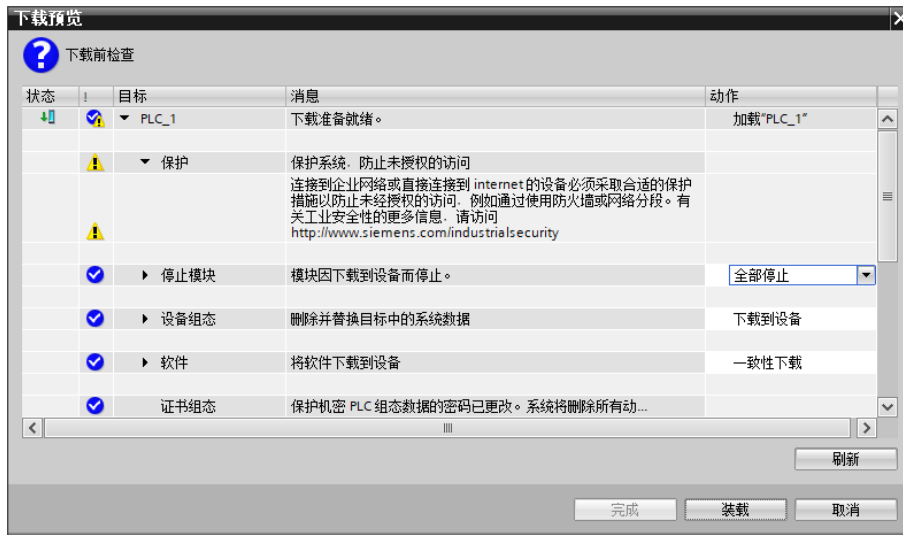 下载预览
下载前检查
状态 ! 目标 消息 动作
PLC_1 下载准备就绪。 加载"PLC_1"
保护 保护系统，防止未授权的访问
连接到企业网络或直接连接到 internet 的设备必须采取合适的保护
措施以防止未经授权的访问，例如通过使用防火墙或网络分段。有
关工业安全性的更多信息，请访问
http://www.siemens.com/industrialsecurity
停止模块 模块因下载到设备而停止。 全部停止
设备组态 删除并替换目标中的系统数据 下载到设备
软件 将软件下载到设备 一致性下载
证书组态 保护机密 PLC 组态数据的密码已更改。系统将删除所有动...
刷新
完成 装载 取消